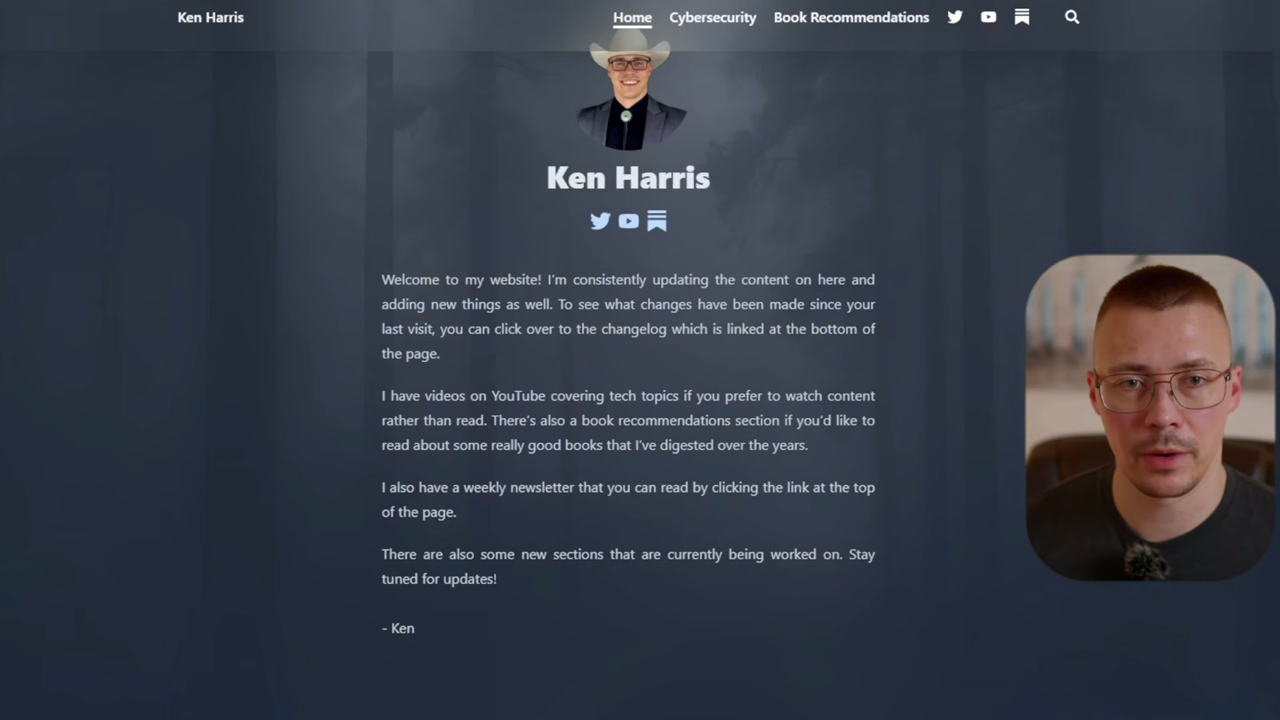 Ken Harris
Home Cybersecurity Book Recommendations
Ken Harris
Welcome to my website! I'm consistently updating the content on here and
adding new things as well. To see what changes have been made since your
last visit, you can click over to the changelog which is linked at the bottom of
the page.
I have videos on YouTube covering tech topics if you prefer to watch content
rather than read. There's also a book recommendations section if you'd like to
read about some really good books that I've digested over the years.
I also have a weekly newsletter that you can read by clicking the link at the top
of the page.
There are also some new sections that are currently being worked on. Stay
tuned for updates!
- Ken